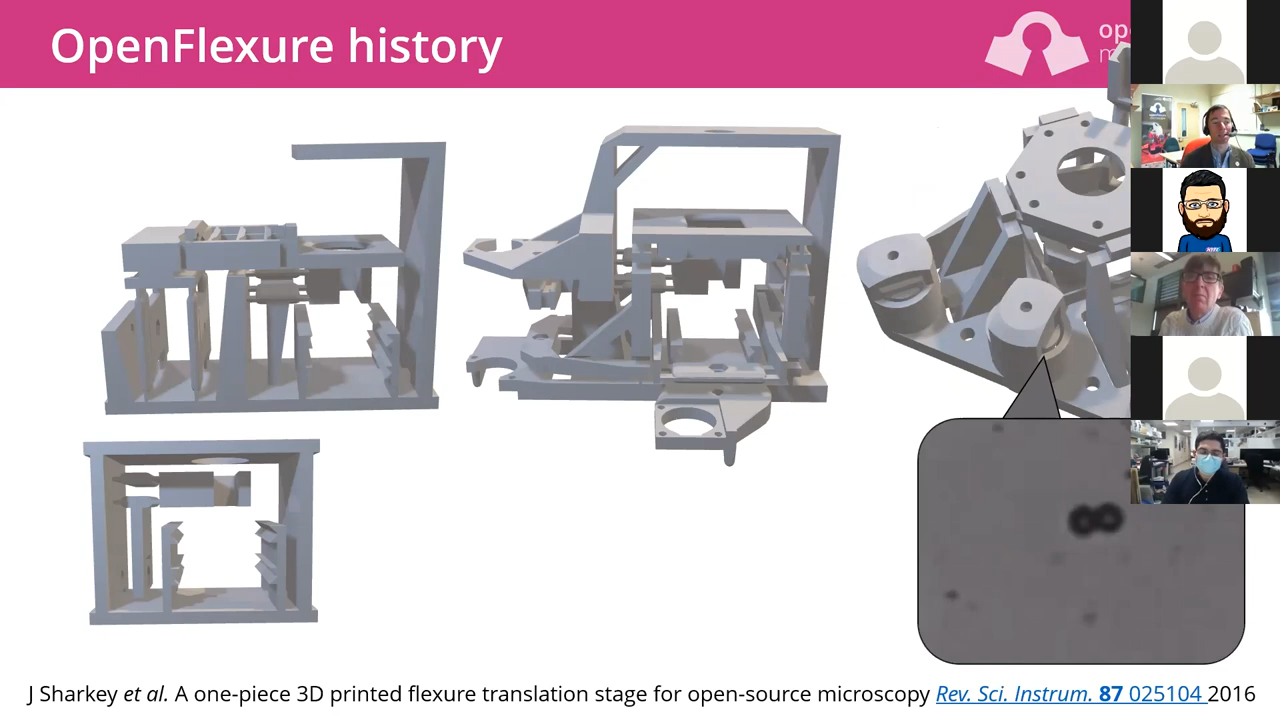 OpenFlexure history
J Sharkey et al. A one-piece 3D printed flexure translation stage for open-source microscopy Rev. Sci. Instrum. 87 025104 2016